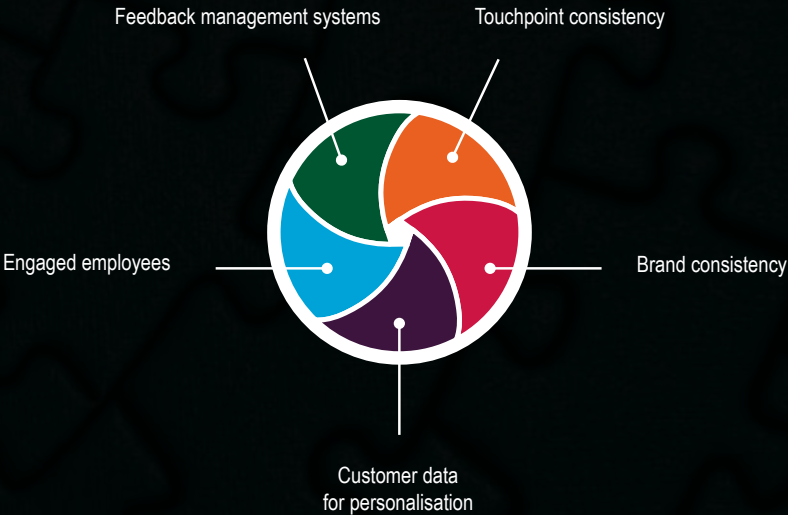 Feedback management systems
Touchpoint consistency
Engaged employees
Brand consistency
Customer data
for personalisation